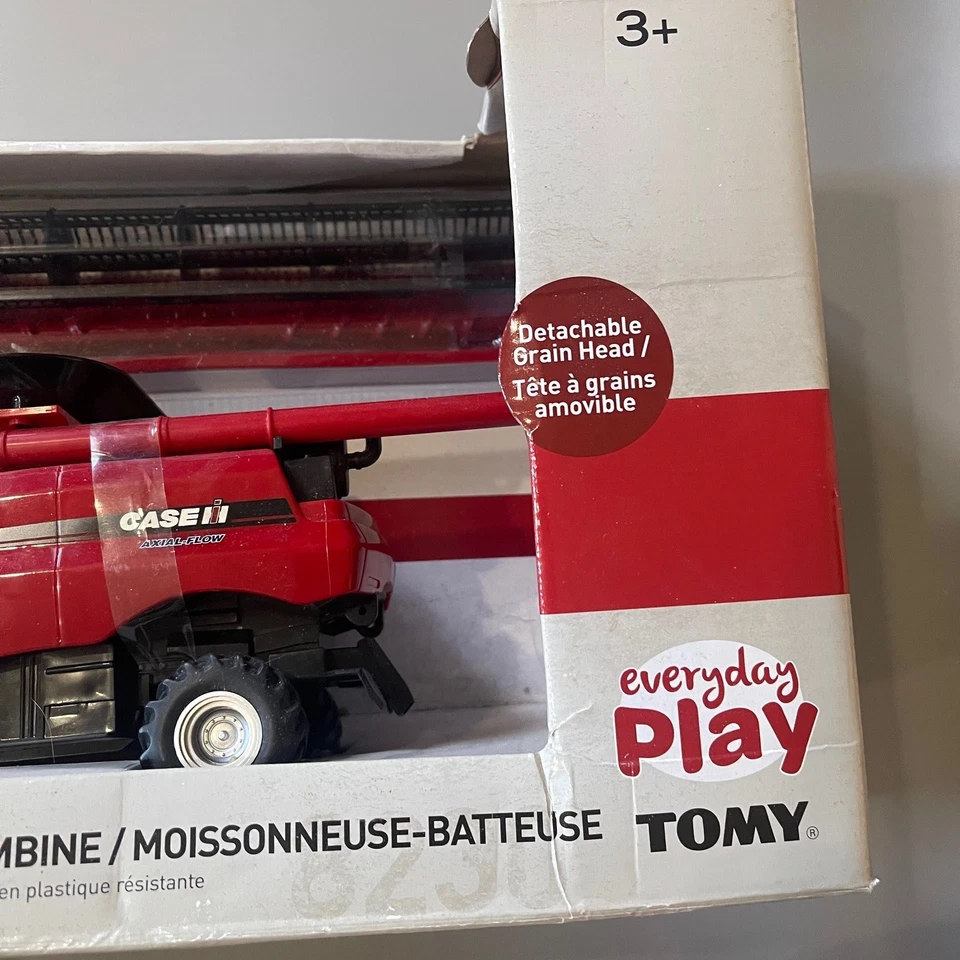 3+
Detachable
Grain Head /
Tête à grains
amovible
CASE IH
AXIAL-FLOW
everyday
play
TOMY®
MBINE / MOISSONNEUSE-BATTEUSE
en plastique résistante